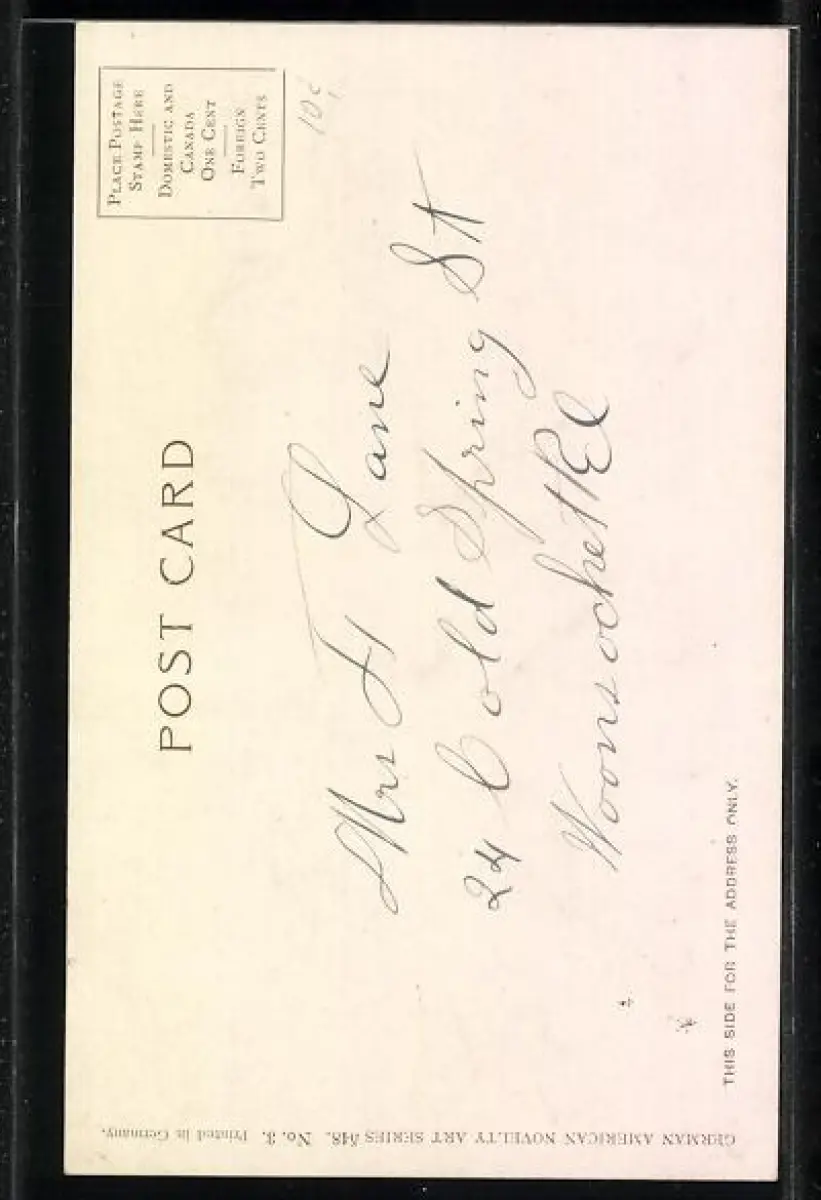 POST CARD
PLACE POSTAGE
STAMP HERE
DOMESTIC AND
CANADA
ONE CENT
FOREIGN
TWO CENTS
10¢
Mrs F Lane
24 Cold Spring St
Woonsocket RI
THIS SIDE FOR THE ADDRESS ONLY.
GERMAN AMERICAN NOVELTY ART SERIES 348. No. 3. Printed in Germany.